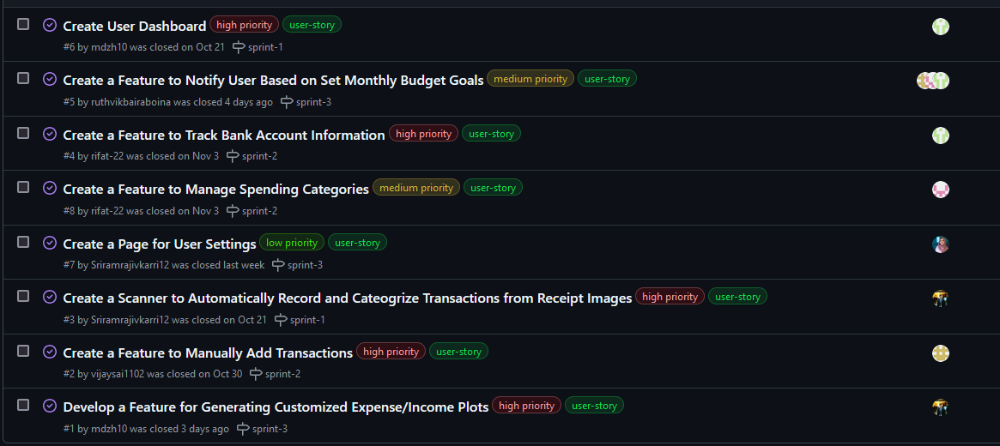 Create User Dashboard high priority user-story
#6 by mdzh10 was closed on Oct 21 sprint-1
Create a Feature to Notify User Based on Set Monthly Budget Goals medium priority user-story
#5 by ruthvikbairaboina was closed 4 days ago sprint-3
Create a Feature to Track Bank Account Information high priority user-story
#4 by rifat-22 was closed on Nov 3 sprint-2
Create a Feature to Manage Spending Categories medium priority user-story
#8 by rifat-22 was closed on Nov 3 sprint-2
Create a Page for User Settings low priority user-story
#7 by Sriramrajivkarri12 was closed last week sprint-3
Create a Scanner to Automatically Record and Cateogrize Transactions from Receipt Images high priority user-story
#3 by Sriramrajivkarri12 was closed on Oct 21 sprint-1
Create a Feature to Manually Add Transactions high priority user-story
#2 by vijaysai1102 was closed on Oct 30 sprint-2
Develop a Feature for Generating Customized Expense/Income Plots high priority user-story
#1 by mdzh10 was closed 3 days ago sprint-3